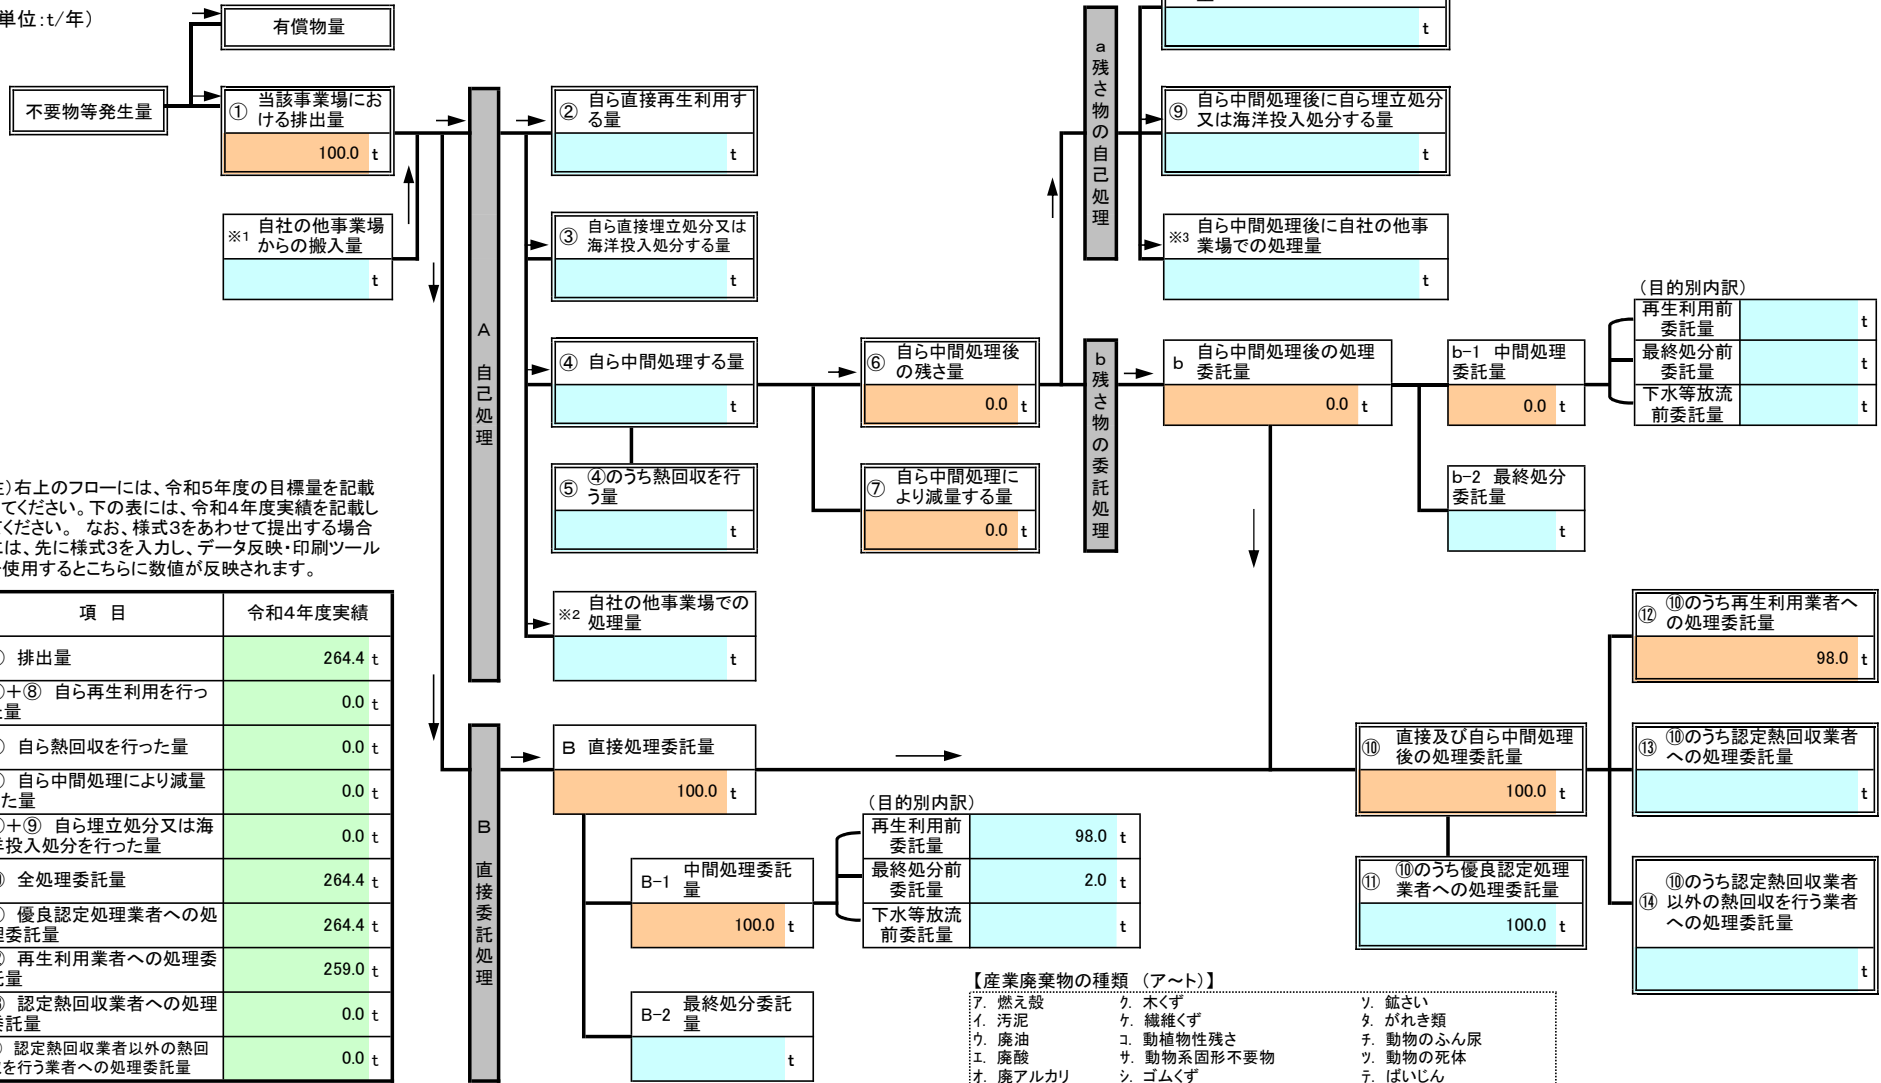 単位:t/年)
有償物量
不要物等発生量
① 当該事業場にお
ける排出量
100.0 t
※1 自社の他事業場
からの搬入量
t
A 自己処理
② 自ら直接再生利用す
る量
t
③ 自ら直接埋立処分又は
海洋投入処分する量
t
④ 自ら中間処理する量
t
⑤ ④のうち熱回収を行
う量
t
※2 自社の他事業場での
処理量
t
⑥ 自ら中間処理後
の残さ量
0.0 t
⑦ 自ら中間処理に
より減量する量
0.0 t
a 残さ物の自己処理
t
⑨ 自ら中間処理後に自ら埋立処分
又は海洋投入処分する量
t
※3 自ら中間処理後に自社の他事
業場での処理量
t
b 残さ物の委託処理
b 自ら中間処理後の処理
委託量
0.0 t
b-1 中間処理
委託量
0.0 t
b-2 最終処分
委託量
t
(目的別内訳)
再生利用前
委託量
t
最終処分前
委託量
t
下水等放流
前委託量
t
)右上のフローには、令和5年度の目標量を記載
てください。下の表には、令和4年度実績を記載し
ください。 なお、様式3をあわせて提出する場合
は、先に様式3を入力し、データ反映・印刷ツール
使用するとこちらに数値が反映されます。
項 目 令和4年度実績
) 排出量 264.4 t
)+⑧ 自ら再生利用を行っ
量 0.0 t
) 自ら熱回収を行った量 0.0 t
) 自ら中間処理により減量
た量 0.0 t
)+⑨ 自ら埋立処分又は海
投入処分を行った量 0.0 t
) 全処理委託量 264.4 t
) 優良認定処理業者への処
委託量 264.4 t
) 再生利用業者への処理委
量 259.0 t
) 認定熱回収業者への処理
託量 0.0 t
) 認定熱回収業者以外の熱回
を行う業者への処理委託量 0.0 t
B 直接委託処理
B 直接処理委託量
100.0 t
B-1 中間処理委託
量
100.0 t
B-2 最終処分委託
量
t
(目的別内訳)
再生利用前
委託量
98.0 t
最終処分前
委託量
2.0 t
下水等放流
前委託量
t
⑩ 直接及び自ら中間処理
後の処理委託量
100.0 t
⑪ ⑩のうち優良認定処理
業者への処理委託量
100.0 t
⑫ ⑩のうち再生利用業者へ
の処理委託量
98.0 t
⑬ ⑩のうち認定熱回収業者
への処理委託量
t
⑭ ⑩のうち認定熱回収業者
以外の熱回収を行う業者
への処理委託量
t
【産業廃棄物の種類 (ア~ト)】
ア. 燃え殻 ク. 木くず ソ. 鉱さい
イ. 汚泥 ケ. 繊維くず タ. がれき類
ウ. 廃油 コ. 動植物性残さ チ. 動物のふん尿
エ. 廃酸 サ. 動物系固形不要物 ツ. 動物の死体
オ. 廃アルカリ シ. ゴムくず テ. ばいじん